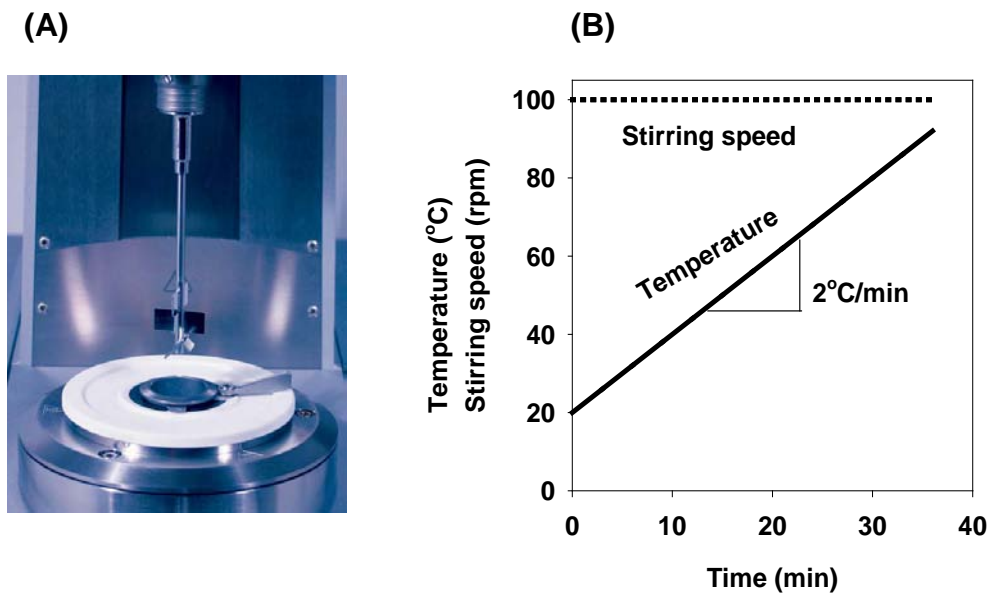 (A)
(B)
Temperature (°C)
Stirring speed (rpm)
100
80
60
40
20
0
Stirring speed
Temperature
2°C/min
0 10 20 30 40
Time (min)